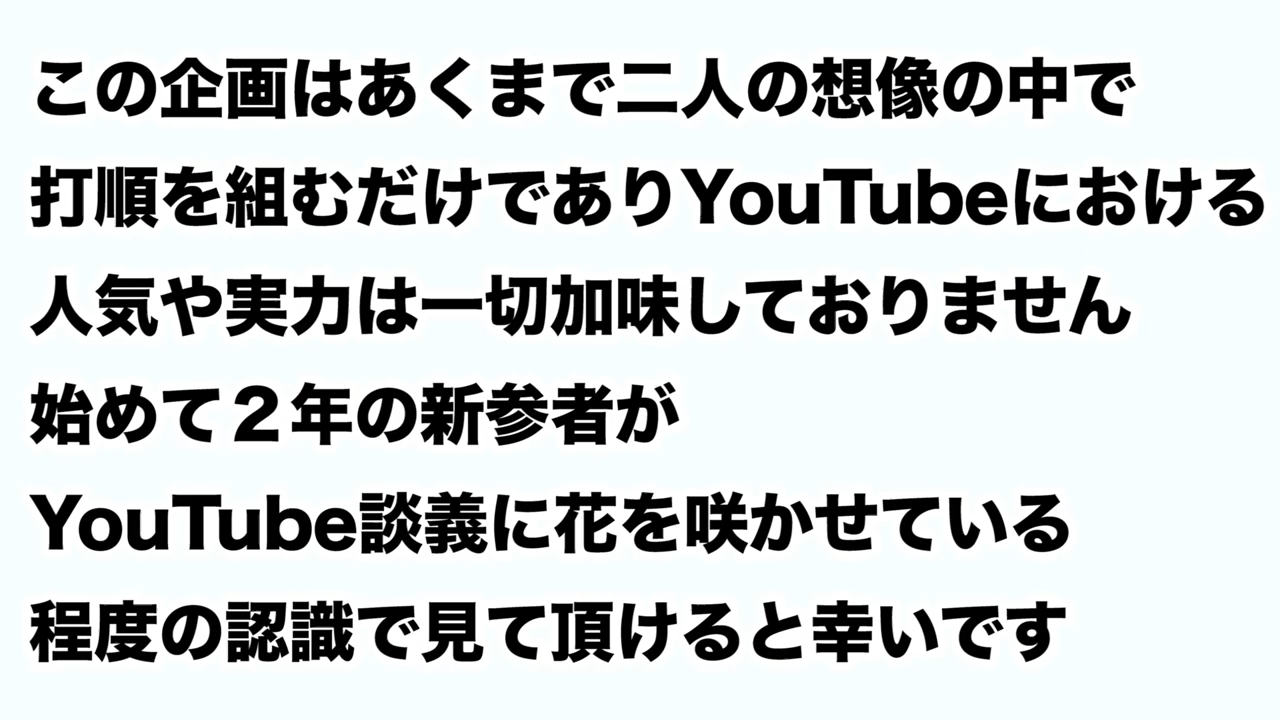 この企画はあくまで二人の想像の中で
打順を組むだけでありYouTubeにおける
人気や実力は一切加味しておりません
始めて２年の新参者が
YouTube談義に花を咲かせている
程度の認識で見て頂けると幸いです